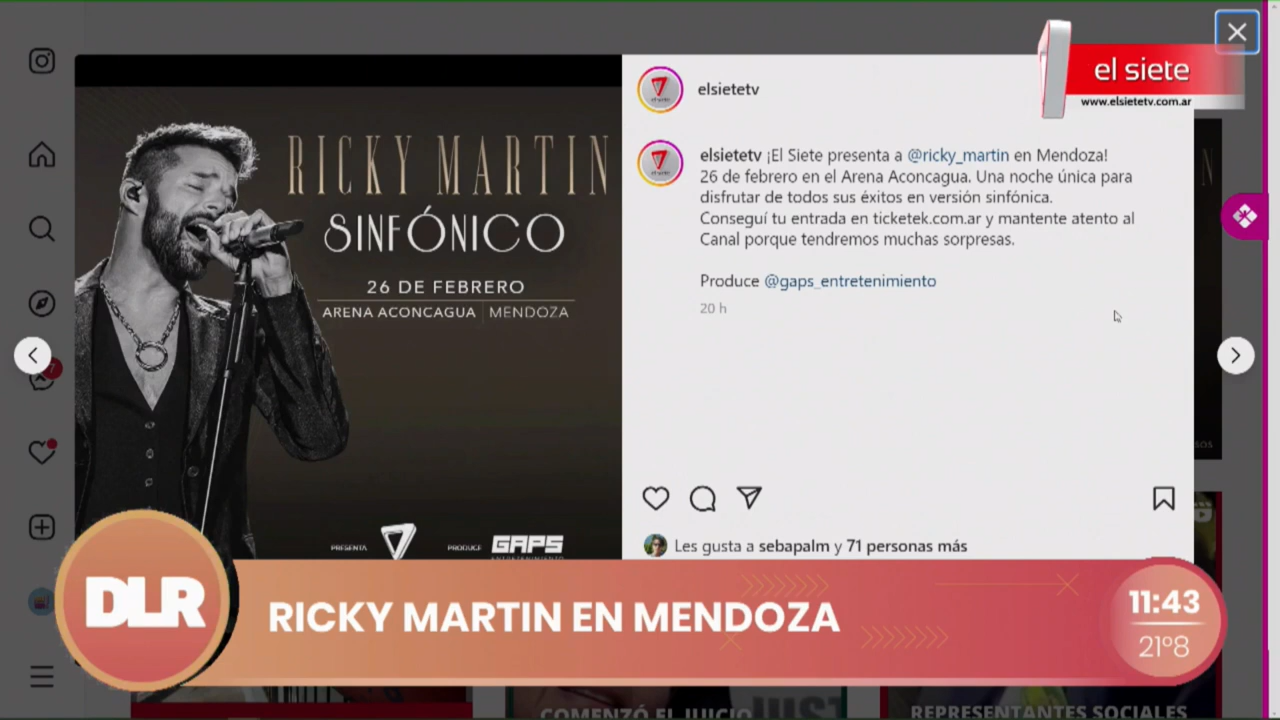 el siete
www.elsietetv.com.ar
RICKY MARTIN
SINFÓNICO
26 DE FEBRERO
ARENA ACONCAGUA | MENDOZA
PRESENTA
PRODUCE
GAPS
ENTRETENIMIENTO
elsietetv
elsietetv ¡El Siete presenta a @ricky_martin en Mendoza!
26 de febrero en el Arena Aconcagua. Una noche única para
disfrutar de todos sus éxitos en versión sinfónica.
Conseguí tu entrada en ticketek.com.ar y mantente atento al
Canal porque tendremos muchas sorpresas.
Produce @gaps_entretenimiento
20 h
Les gusta a sebapalm y 71 personas más
7
DLR
RICKY MARTIN EN MENDOZA
11:43
21º8
COMENZÓ EL JUICIO
REPRESENTANTES SOCIALES